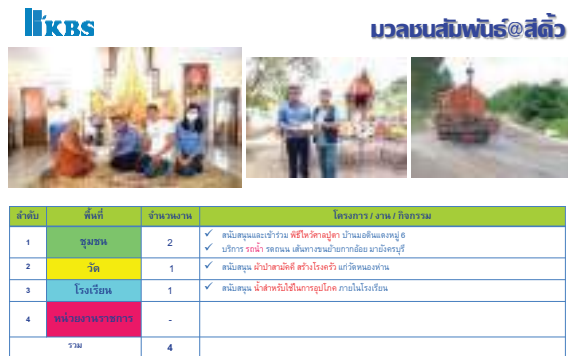 KBS
มวลชนสัมพันธ์@สีคิ้ว
ลำดับ พื้นที่ จำนวนงาน โครงการ / งาน / กิจกรรม
1 ชุมชน 2 ✓ สนับสนุนและเข้าร่วม พิธีไหว้ศาลปู่ตา บ้านมอดินแดงหมู่ 6
✓ บริการ รถน้ำ รดถนน เส้นทางขนย้ายกากอ้อย มายังครบุรี
2 วัด 1 ✓ สนับสนุน ผ้าป่าสามัคคี สร้างโรงครัว แก่วัดหนองห่าน
3 โรงเรียน 1 ✓ สนับสนุน น้ำสำหรับใช้ในการอุปโภค ภายในโรงเรียน
4 หน่วยงานราชการ -
รวม 4